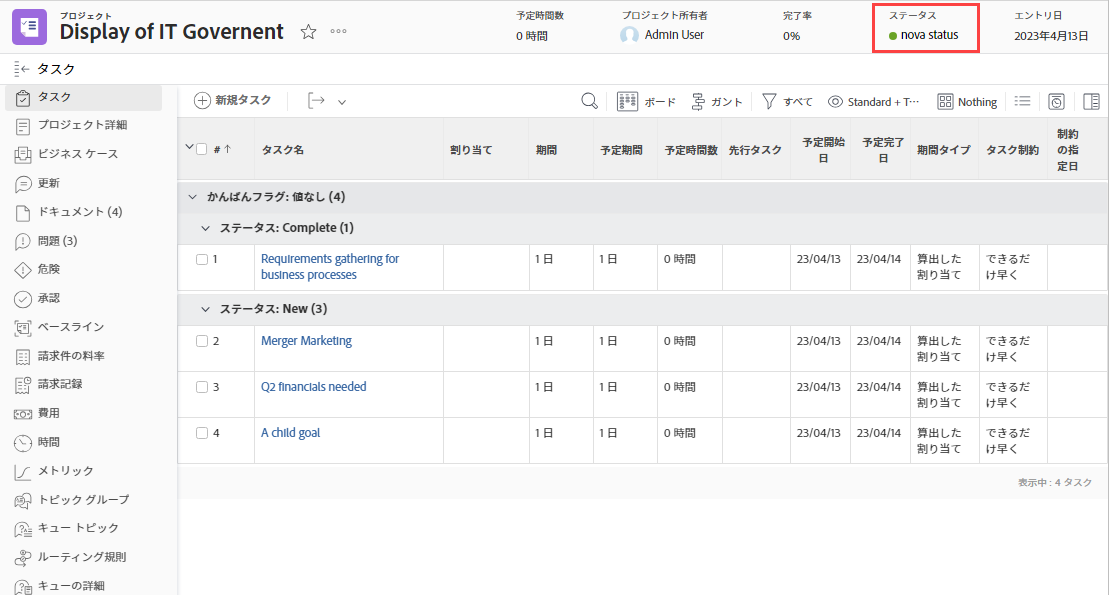 プロジェクト
Display of IT Governent
予定時間数
0 時間
プロジェクト所有者
Admin User
完了率
0%
ステータス
nova status
エントリ日
2023年4月13日
タスク
タスク
プロジェクト詳細
ビジネス ケース
更新
ドキュメント (4)
問題 (3)
危険
承認
ベースライン
請求件の料率
請求記録
費用
時間
メトリック
トピック グループ
キュー トピック
ルーティング規則
キューの詳細
新規タスク
ボード
ガント
すべて
Standard + T…
Nothing
# ↑ タスク名 割り当て 期間 予定期間 予定時間数 先行タスク 予定開始日 予定完了日 期間タイプ タスク制約 制約の指定日
かんばんフラグ: 値なし (4)
ステータス: Complete (1)
1 Requirements gathering for business processes 1 日 1 日 0 時間 23/04/13 23/04/14 算出した割り当て できるだけ早く
ステータス: New (3)
2 Merger Marketing 1 日 1 日 0 時間 23/04/13 23/04/14 算出した割り当て できるだけ早く
3 Q2 financials needed 1 日 1 日 0 時間 23/04/13 23/04/14 算出した割り当て できるだけ早く
4 A child goal 1 日 1 日 0 時間 23/04/13 23/04/14 算出した割り当て できるだけ早く
表示中 : 4 タスク